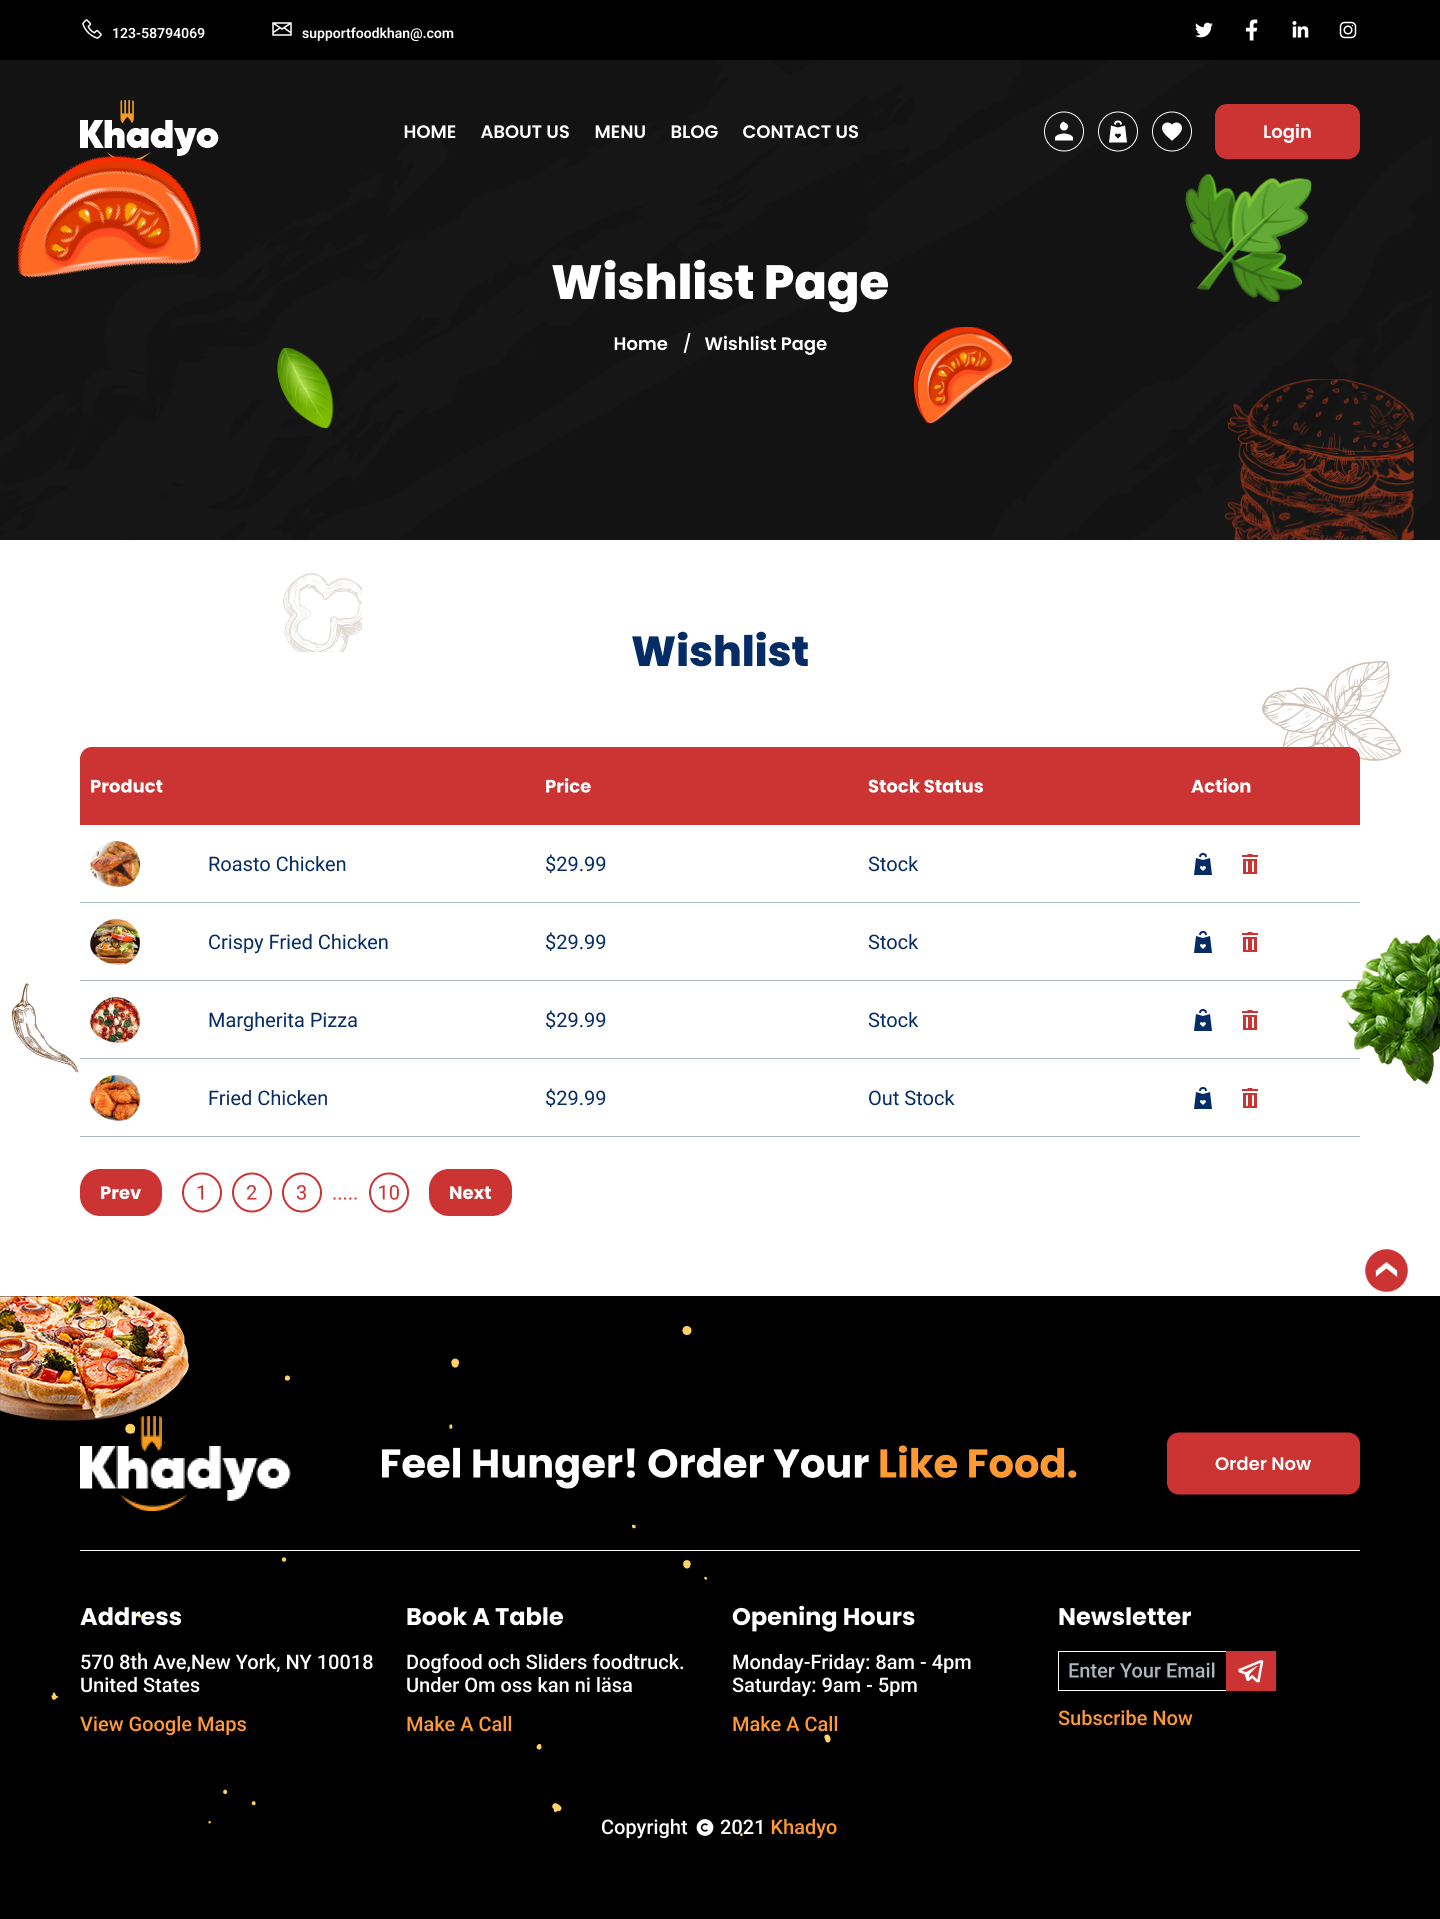 123-58794069 supportfoodkhan@.com
Khadyo HOME ABOUT US MENU BLOG CONTACT US Login
Wishlist Page
Home / Wishlist Page
Wishlist
Product Price Stock Status Action
Roasto Chicken $29.99 Stock
Crispy Fried Chicken $29.99 Stock
Margherita Pizza $29.99 Stock
Fried Chicken $29.99 Out Stock
Prev 1 2 3 ..... 10 Next
Khadyo Feel Hunger! Order Your Like Food. Order Now
Address
570 8th Ave,New York, NY 10018
United States
View Google Maps
Book A Table
Dogfood och Sliders foodtruck.
Under Om oss kan ni läsa
Make A Call
Opening Hours
Monday-Friday: 8am - 4pm
Saturday: 9am - 5pm
Make A Call
Newsletter
Enter Your Email
Subscribe Now
Copyright © 2021 Khadyo